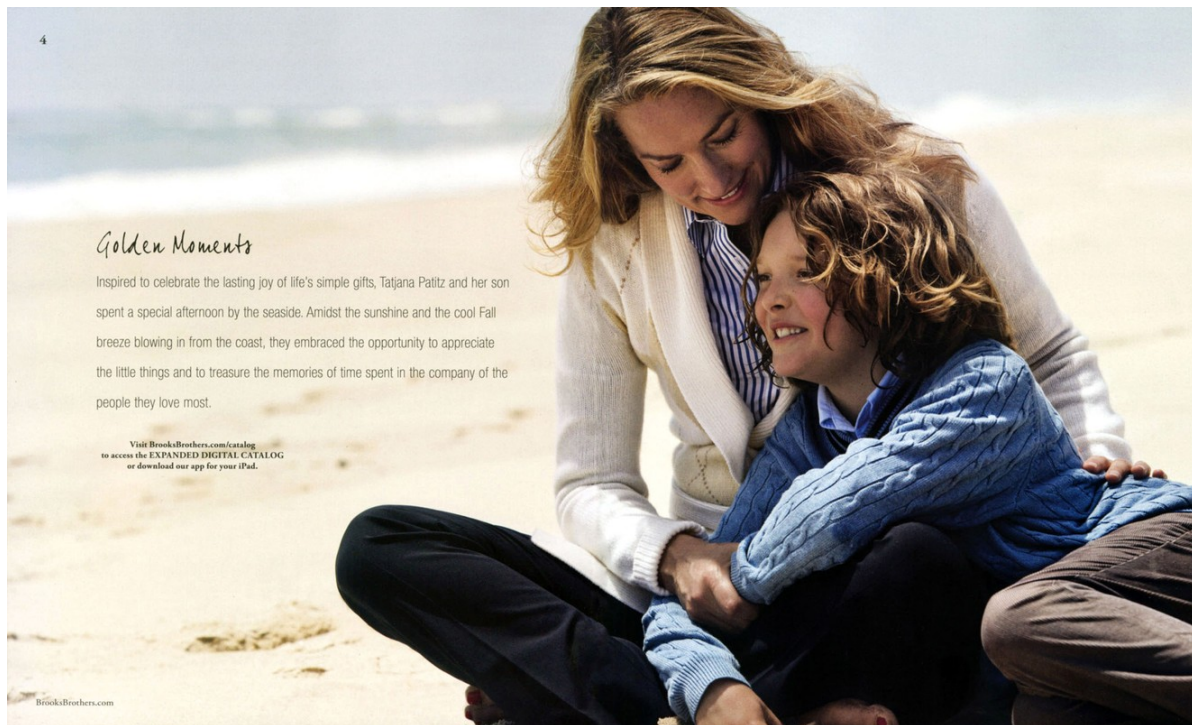 4
Golden Moments
Inspired to celebrate the lasting joy of life's simple gifts, Tatjana Patitz and her son
spent a special afternoon by the seaside. Amidst the sunshine and the cool Fall
breeze blowing in from the coast, they embraced the opportunity to appreciate
the little things and to treasure the memories of time spent in the company of the
people they love most.
Visit BrooksBrothers.com/catalog
to access the EXPANDED DIGITAL CATALOG
or download our app for your iPad.
BrooksBrothers.com